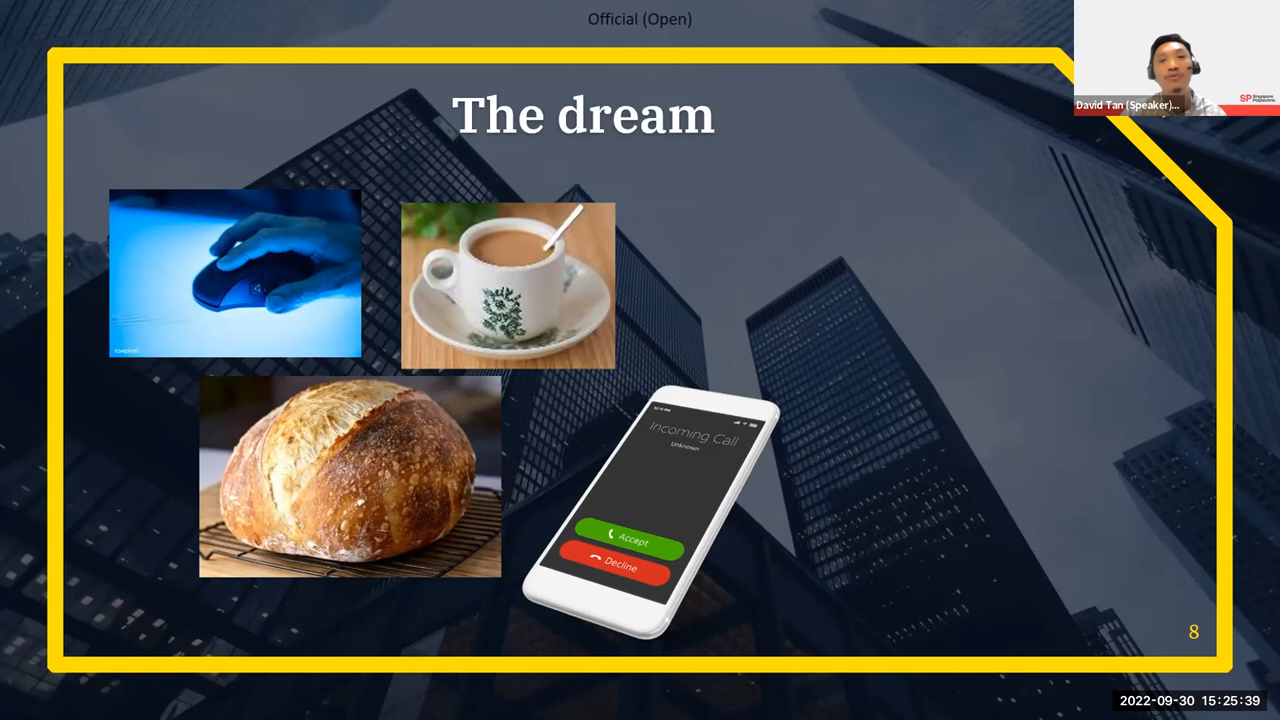 Official (Open)
David Tan (Speaker)...
SP Singapore
Polytechnic
The dream
rawpixel
Incoming Call
Unknown
Accept
Decline
8
2022-09-30 15:25:39